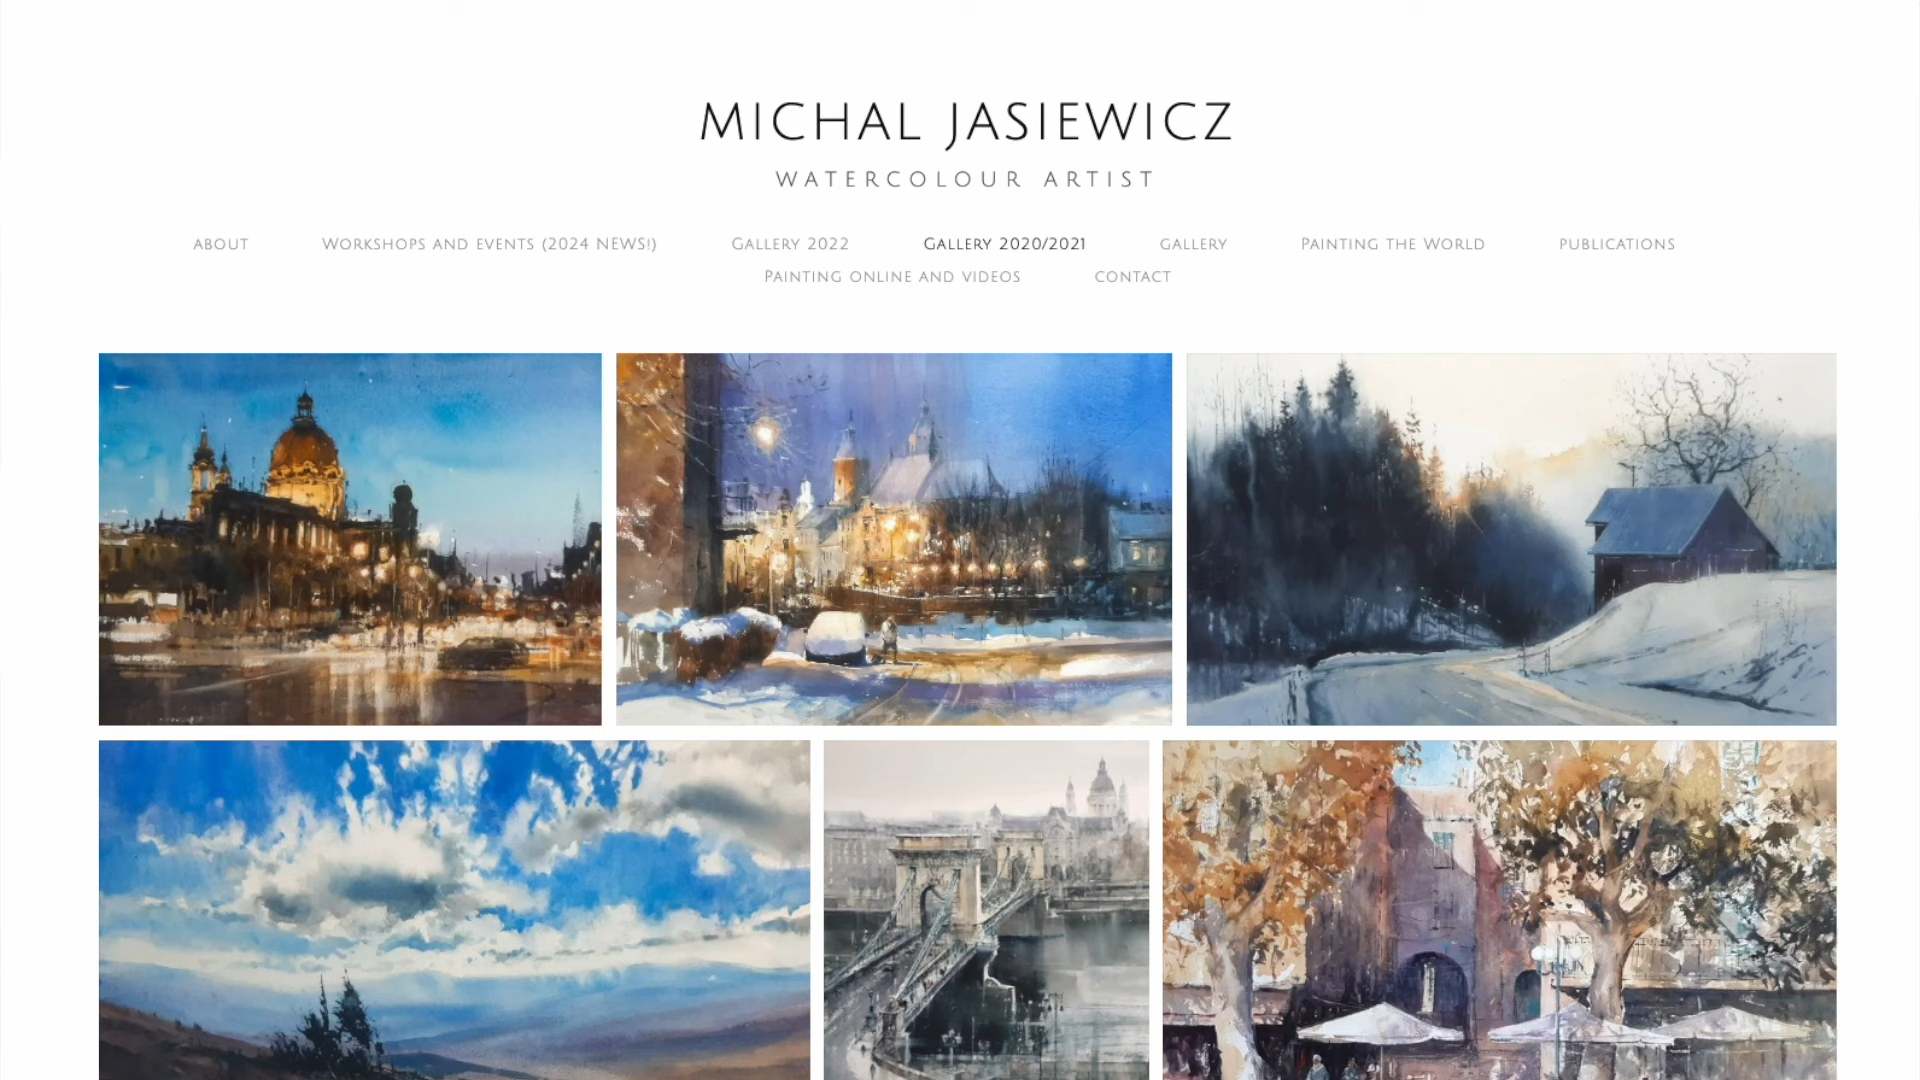 MICHAL JASIEWICZ
WATERCOLOUR ARTIST
ABOUT WORKSHOPS AND EVENTS (2024 NEWS!) GALLERY 2022 GALLERY 2020/2021 GALLERY PAINTING THE WORLD PUBLICATIONS
PAINTING ONLINE AND VIDEOS CONTACT